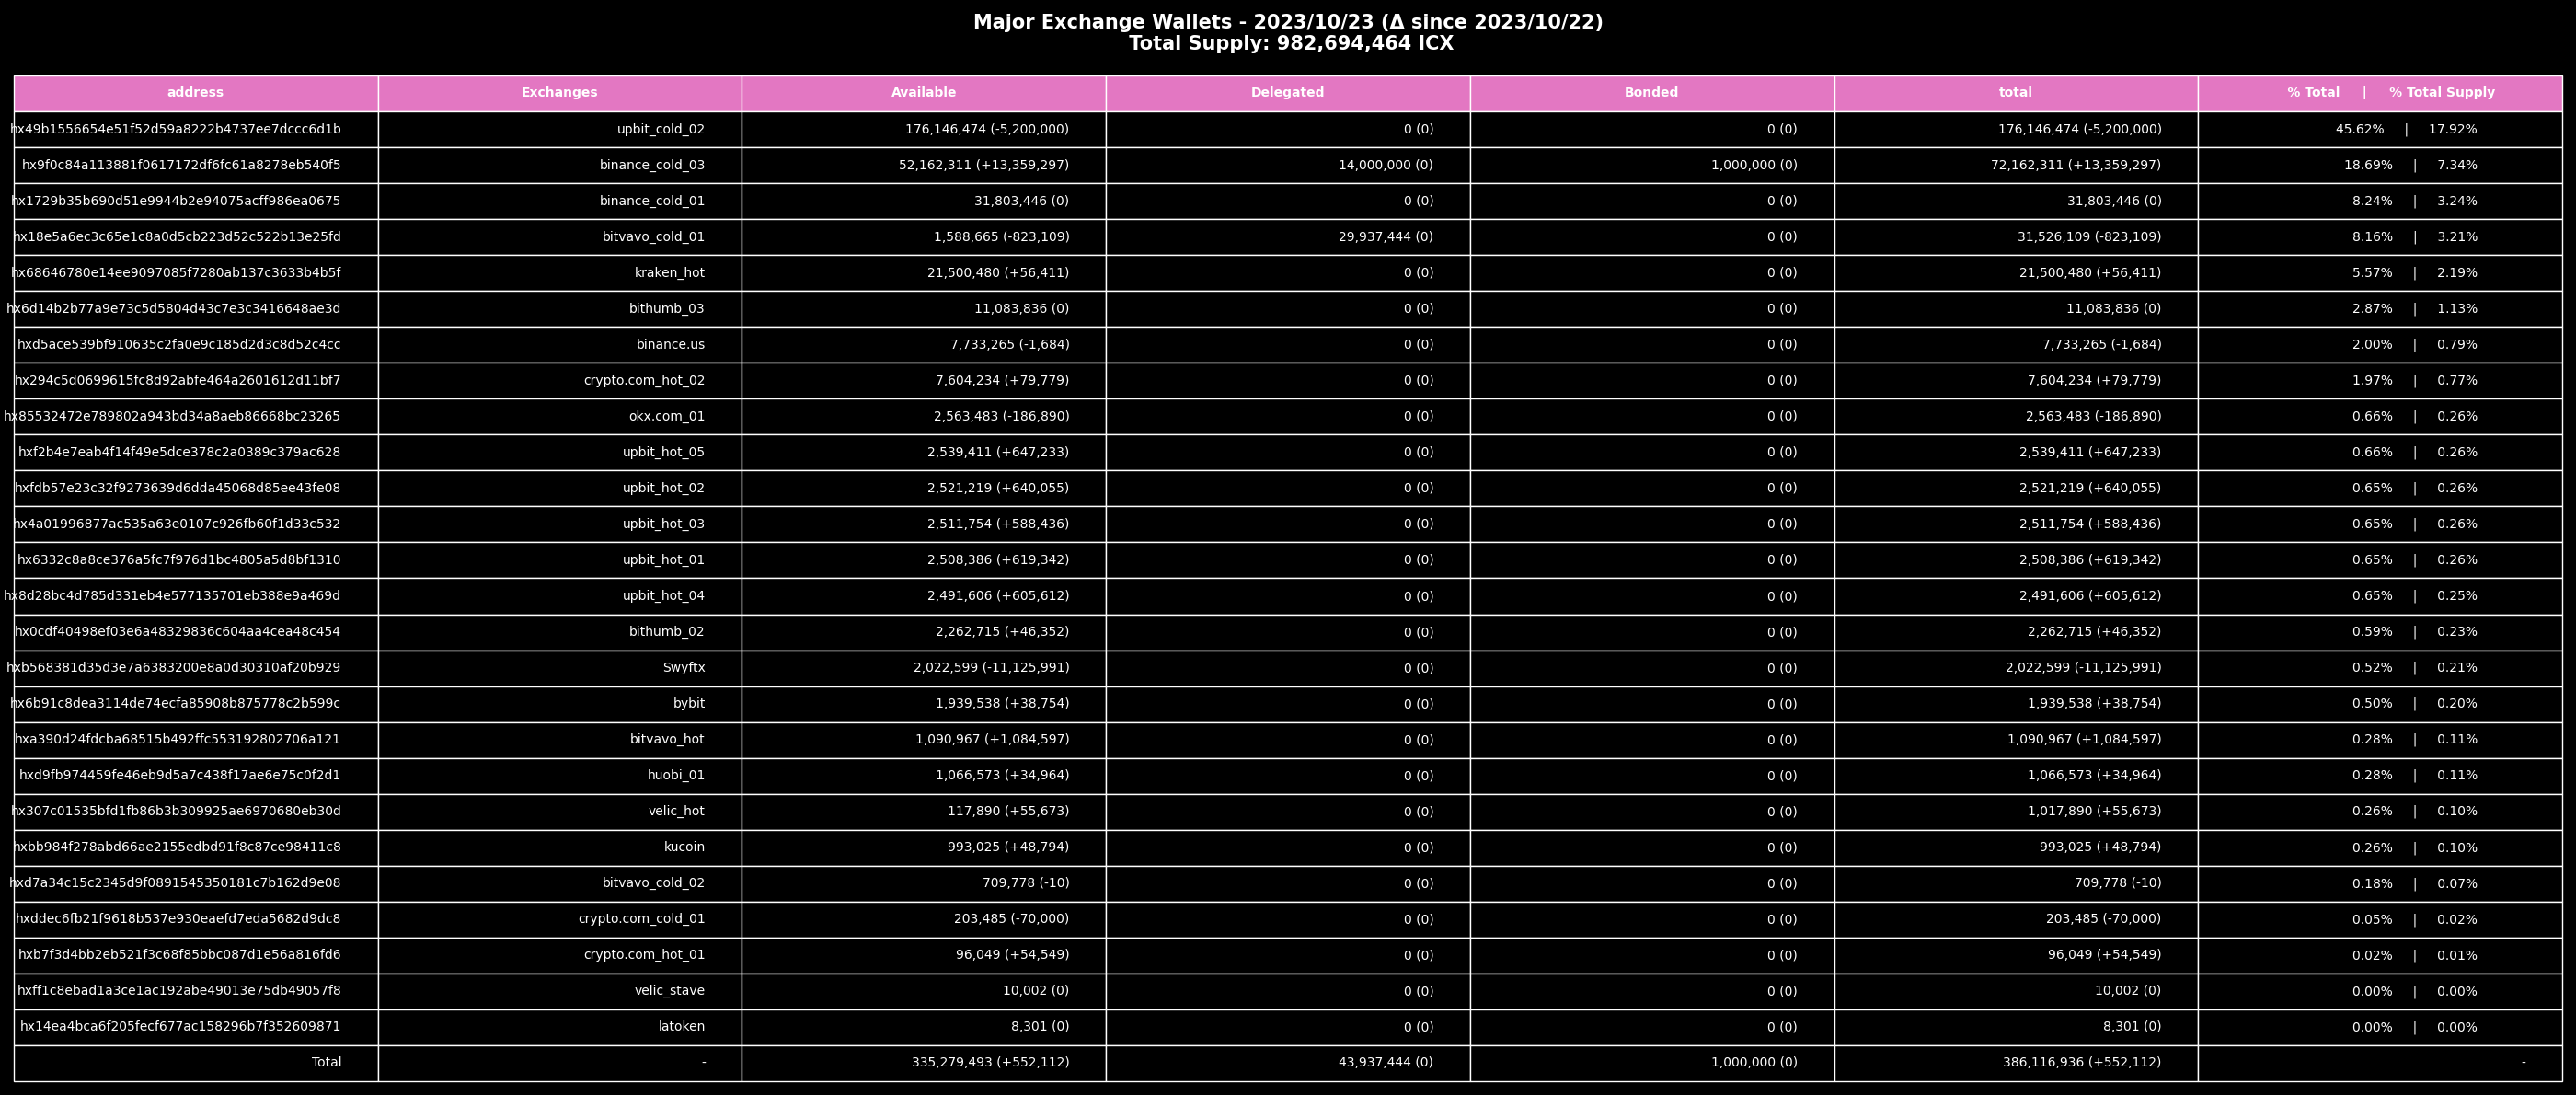 Major Exchange Wallets - 2023/10/23 (Δ since 2023/10/22)
Total Supply: 982,694,464 ICX
address Exchanges Available Delegated Bonded total % Total | % Total Supply
hx49b1556654e51f52d59a8222b4737ee7dccc6d1b upbit_cold_02 176,146,474 (-5,200,000) 0 (0) 0 (0) 176,146,474 (-5,200,000) 45.62% | 17.92%
hx9f0c84a113881f0617172df6fc61a8278eb540f5 binance_cold_03 52,162,311 (+13,359,297) 14,000,000 (0) 1,000,000 (0) 72,162,311 (+13,359,297) 18.69% | 7.34%
hx1729b35b690d51e9944b2e94075acff986ea0675 binance_cold_01 31,803,446 (0) 0 (0) 0 (0) 31,803,446 (0) 8.24% | 3.24%
hx18e5a6ec3c65e1c8a0d5cb223d52c522b13e25fd bitvavo_cold_01 1,588,665 (-823,109) 29,937,444 (0) 0 (0) 31,526,109 (-823,109) 8.16% | 3.21%
hx68646780e14ee9097085f7280ab137c3633b4b5f kraken_hot 21,500,480 (+56,411) 0 (0) 0 (0) 21,500,480 (+56,411) 5.57% | 2.19%
hx6d14b2b77a9e73c5d5804d43c7e3c3416648ae3d bithumb_03 11,083,836 (0) 0 (0) 0 (0) 11,083,836 (0) 2.87% | 1.13%
hxd5ace539bf910635c2fa0e9c185d2d3c8d52c4cc binance.us 7,733,265 (-1,684) 0 (0) 0 (0) 7,733,265 (-1,684) 2.00% | 0.79%
hx294c5d0699615fc8d92abfe464a2601612d11bf7 crypto.com_hot_02 7,604,234 (+79,779) 0 (0) 0 (0) 7,604,234 (+79,779) 1.97% | 0.77%
hx85532472e789802a943bd34a8aeb86668bc23265 okx.com_01 2,563,483 (-186,890) 0 (0) 0 (0) 2,563,483 (-186,890) 0.66% | 0.26%
hxf2b4e7eab4f14f49e5dce378c2a0389c379ac628 upbit_hot_05 2,539,411 (+647,233) 0 (0) 0 (0) 2,539,411 (+647,233) 0.66% | 0.26%
hxfdb57e23c32f9273639d6dda45068d85ee43fe08 upbit_hot_02 2,521,219 (+640,055) 0 (0) 0 (0) 2,521,219 (+640,055) 0.65% | 0.26%
hx4a01996877ac535a63e0107c926fb60f1d33c532 upbit_hot_03 2,511,754 (+588,436) 0 (0) 0 (0) 2,511,754 (+588,436) 0.65% | 0.26%
hx6332c8a8ce376a5fc7f976d1bc4805a5d8bf1310 upbit_hot_01 2,508,386 (+619,342) 0 (0) 0 (0) 2,508,386 (+619,342) 0.65% | 0.26%
hx8d28bc4d785d331eb4e577135701eb388e9a469d upbit_hot_04 2,491,606 (+605,612) 0 (0) 0 (0) 2,491,606 (+605,612) 0.65% | 0.25%
hx0cdf40498ef03e6a48329836c604aa4cea48c454 bithumb_02 2,262,715 (+46,352) 0 (0) 0 (0) 2,262,715 (+46,352) 0.59% | 0.23%
hxb568381d35d3e7a6383200e8a0d30310af20b929 Swyftx 2,022,599 (-11,125,991) 0 (0) 0 (0) 2,022,599 (-11,125,991) 0.52% | 0.21%
hx6b91c8dea3114de74ecfa85908b875778c2b599c bybit 1,939,538 (+38,754) 0 (0) 0 (0) 1,939,538 (+38,754) 0.50% | 0.20%
hxa390d24fdcba68515b492ffc553192802706a121 bitvavo_hot 1,090,967 (+1,084,597) 0 (0) 0 (0) 1,090,967 (+1,084,597) 0.28% | 0.11%
hxd9fb974459fe46eb9d5a7c438f17ae6e75c0f2d1 huobi_01 1,066,573 (+34,964) 0 (0) 0 (0) 1,066,573 (+34,964) 0.28% | 0.11%
hx307c01535bfd1fb86b3b309925ae6970680eb30d velic_hot 117,890 (+55,673) 0 (0) 0 (0) 1,017,890 (+55,673) 0.26% | 0.10%
hxbb984f278abd66ae2155edbd91f8c87ce98411c8 kucoin 993,025 (+48,794) 0 (0) 0 (0) 993,025 (+48,794) 0.26% | 0.10%
hxd7a34c15c2345d9f0891545350181c7b162d9e08 bitvavo_cold_02 709,778 (-10) 0 (0) 0 (0) 709,778 (-10) 0.18% | 0.07%
hxddec6fb21f9618b537e930eaefd7eda5682d9dc8 crypto.com_cold_01 203,485 (-70,000) 0 (0) 0 (0) 203,485 (-70,000) 0.05% | 0.02%
hxb7f3d4bb2eb521f3c68f85bbc087d1e56a816fd6 crypto.com_hot_01 96,049 (+54,549) 0 (0) 0 (0) 96,049 (+54,549) 0.02% | 0.01%
hxff1c8ebad1a3ce1ac192abe49013e75db49057f8 velic_stave 10,002 (0) 0 (0) 0 (0) 10,002 (0) 0.00% | 0.00%
hx14ea4bca6f205fecf677ac158296b7f352609871 latoken 8,301 (0) 0 (0) 0 (0) 8,301 (0) 0.00% | 0.00%
Total - 335,279,493 (+552,112) 43,937,444 (0) 1,000,000 (0) 386,116,936 (+552,112) -